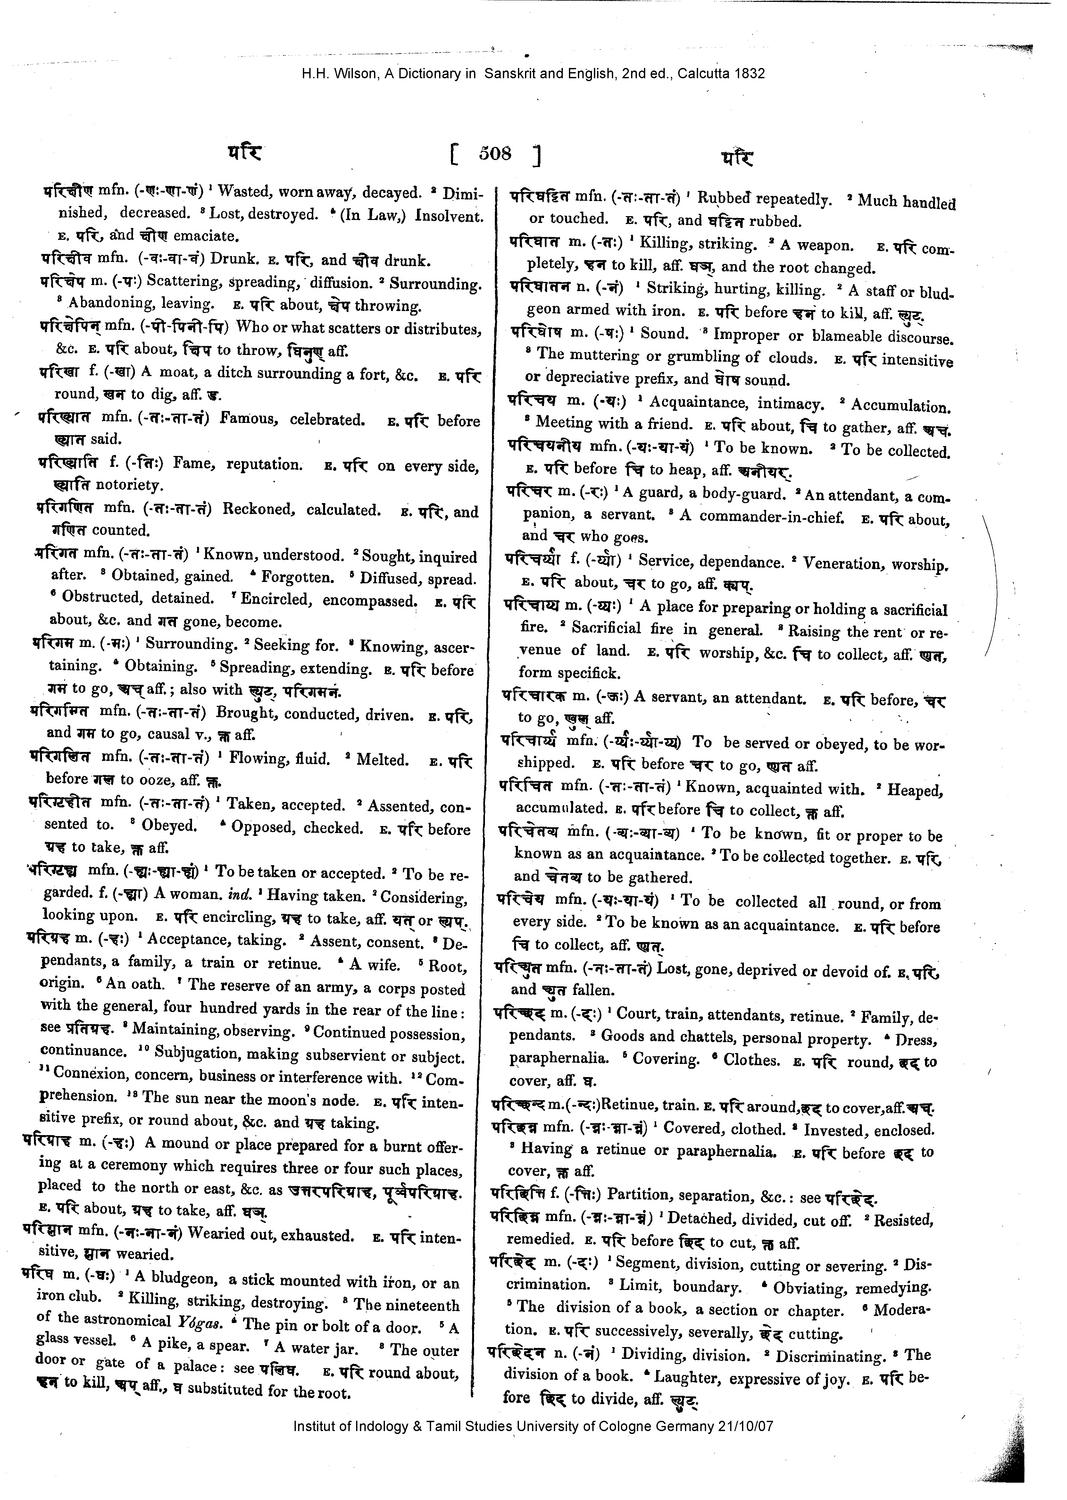 H.H. Wilson, A Dictionary in Sanskrit and English, 2nd ed., Calcutta 1832
परि
[ 508 ]
परि
परिक्षीण mfn. (-णः-णा-णं) ¹ Wasted, worn away, decayed. ² Dimi-
nished, decreased. ³ Lost, destroyed. ⁴ (In Law,) Insolvent.
E. परि, and क्षीण emaciate.
परिक्षीव mfn. (-वः-वा-वं) Drunk. E. परि, and क्षीव drunk.
परिक्षेप m. (-पः) Scattering, spreading, diffusion. ² Surrounding.
³ Abandoning, leaving. E. परि about, क्षेप throwing.
परिक्षेपिन् mfn. (-पी-पिनी-पि) Who or what scatters or distributes,
&c. E. परि about, क्षिप to throw, घिनुण् aff.
परिखा f. (-खा) A moat, a ditch surrounding a fort, &c. E. परि
round, खन to dig, aff. ड.
परिख्यात mfn. (-तः-ता-तं) Famous, celebrated. E. परि before
ख्यात said.
परिख्याति f. (-तिः) Fame, reputation. E. परि on every side,
ख्याति notoriety.
परिगणित mfn. (-तः-ता-तं) Reckoned, calculated. E. परि, and
गणित counted.
परिगत mfn. (-तः-ता-तं) ¹ Known, understood. ² Sought, inquired
after. ³ Obtained, gained. ⁴ Forgotten. ⁵ Diffused, spread.
⁶ Obstructed, detained. ⁷ Encircled, encompassed. E. परि
about, &c. and गत gone, become.
परिगम m. (-मः) ¹ Surrounding. ² Seeking for. ³ Knowing, ascer-
taining. ⁴ Obtaining. ⁵ Spreading, extending. E. परि before
गम to go, अच् aff.; also with ल्युट्, परिगमनं.
परिगमित mfn. (-तः-ता-तं) Brought, conducted, driven. E. परि,
and गम to go, causal v., क्त aff.
परिगलित mfn. (-तः-ता-तं) ¹ Flowing, fluid. ² Melted. E. परि
before गल to ooze, aff. क्त.
परिगृहीत mfn. (-तः-ता-तं) ¹ Taken, accepted. ² Assented, con-
sented to. ³ Obeyed. ⁴ Opposed, checked. E. परि before
ग्रह to take, क्त aff.
परिगृह्य mfn. (-ह्यः-ह्या-ह्यं) ¹ To be taken or accepted. ² To be re-
garded. f. (-ह्या) A woman. ind. ¹ Having taken. ² Considering,
looking upon. E. परि encircling, ग्रह to take, aff. यत् or ल्यप्.
परिग्रह m. (-हः) ¹ Acceptance, taking. ² Assent, consent. ³ De-
pendants, a family, a train or retinue. ⁴ A wife. ⁵ Root,
origin. ⁶ An oath. ⁷ The reserve of an army, a corps posted
with the general, four hundred yards in the rear of the line:
see प्रतिग्रह. ⁸ Maintaining, observing. ⁹ Continued possession,
continuance. ¹⁰ Subjugation, making subservient or subject.
¹¹ Connexion, concern, business or interference with. ¹² Com-
prehension. ¹³ The sun near the moon's node. E. परि inten-
sitive prefix, or round about, &c. and ग्रह taking.
परिग्राह m. (-हः) A mound or place prepared for a burnt offer-
ing at a ceremony which requires three or four such places,
placed to the north or east, &c. as उत्तरपरिग्राह, पूर्व्वपरिग्राह.
E. परि about, ग्रह to take, aff. घञ्.
परिग्लान mfn. (-नः-ना-नं) Wearied out, exhausted. E. परि inten-
sitive, ग्लान wearied.
परिघ m. (-घः) ¹ A bludgeon, a stick mounted with iron, or an
iron club. ² Killing, striking, destroying. ³ The nineteenth
of the astronomical Yógas. ⁴ The pin or bolt of a door. ⁵ A
glass vessel. ⁶ A pike, a spear. ⁷ A water jar. ⁸ The outer
door or gate of a palace: see पलिघ. E. परि round about,
हन to kill, अप् aff., घ substituted for the root.
परिघट्टित mfn. (-तः-ता-तं) ¹ Rubbed repeatedly. ² Much handled
or touched. E. परि, and घट्टित rubbed.
परिघात m. (-तः) ¹ Killing, striking. ² A weapon. E. परि com-
pletely, हन to kill, aff. घञ्, and the root changed.
परिघातन n. (-नं) ¹ Striking, hurting, killing. ² A staff or blud-
geon armed with iron. E. परि before हन to kill, aff. ल्युट्.
परिघोष m. (-षः) ¹ Sound. ² Improper or blameable discourse.
³ The muttering or grumbling of clouds. E. परि intensitive
or depreciative prefix, and घोष sound.
परिचय m. (-यः) ¹ Acquaintance, intimacy. ² Accumulation.
³ Meeting with a friend. E. परि about, चि to gather, aff. अच्.
परिचयनीय mfn. (-यः-या-यं) ¹ To be known. ² To be collected.
E. परि before चि to heap, aff. अनीयर्.
परिचर m. (-रः) ¹ A guard, a body-guard. ² An attendant, a com-
panion, a servant. ³ A commander-in-chief. E. परि about,
and चर who goes.
परिचर्य्या f. (-र्य्या) ¹ Service, dependance. ² Veneration, worship.
E. परि about, चर to go, aff. क्यप्.
परिचाय्य m. (-य्यः) ¹ A place for preparing or holding a sacrificial
fire. ² Sacrificial fire in general. ³ Raising the rent or re-
venue of land. E. परि worship, &c. चि to collect, aff. ण्यत,
form specifick.
परिचारक m. (-कः) A servant, an attendant. E. परि before, चर
to go, ण्वुल् aff.
परिचार्य्य mfn. (-र्य्यः-र्य्या-र्य्यं) To be served or obeyed, to be wor-
shipped. E. परि before चर to go, ण्यत aff.
परिचित mfn. (-तः-ता-तं) ¹ Known, acquainted with. ² Heaped,
accumulated. E. परि before चि to collect, क्त aff.
परिचेतव्य mfn. (-व्यः-व्या-व्यं) ¹ To be known, fit or proper to be
known as an acquaintance. ² To be collected together. E. परि,
and चेतव्य to be gathered.
परिचेय mfn. (-यः-या-यं) ¹ To be collected all round, or from
every side. ² To be known as an acquaintance. E. परि before
चि to collect, aff. ण्यत्.
परिच्युत mfn. (-तः-ता-तं) Lost, gone, deprived or devoid of. E. परि,
and च्युत fallen.
परिच्छद m. (-दः) ¹ Court, train, attendants, retinue. ² Family, de-
pendants. ³ Goods and chattels, personal property. ⁴ Dress,
paraphernalia. ⁵ Covering. ⁶ Clothes. E. परि round, छद to
cover, aff. घ.
परिच्छन्द m. (-न्दः) Retinue, train. E. परि around, छद to cover, aff. अच्.
परिच्छन्न mfn. (-न्नः-न्ना-न्नं) ¹ Covered, clothed. ² Invested, enclosed.
³ Having a retinue or paraphernalia. E. परि before छद to
cover, क्त aff.
परिच्छित्ति f. (-त्तिः) Partition, separation, &c.: see परिच्छेद.
परिच्छिन्न mfn. (-न्नः-न्ना-न्नं) ¹ Detached, divided, cut off. ² Resisted,
remedied. E. परि before छिद to cut, क्त aff.
परिच्छेद m. (-दः) ¹ Segment, division, cutting or severing. ² Dis-
crimination. ³ Limit, boundary. ⁴ Obviating, remedying.
⁵ The division of a book, a section or chapter. ⁶ Modera-
tion. E. परि successively, severally, छेद cutting.
परिच्छेदन n. (-नं) ¹ Dividing, division. ² Discriminating. ³ The
division of a book. ⁴ Laughter, expressive of joy. E. परि be-
fore छिद to divide, aff. ल्युट्.
Institut of Indology & Tamil Studies University of Cologne Germany 21/10/07